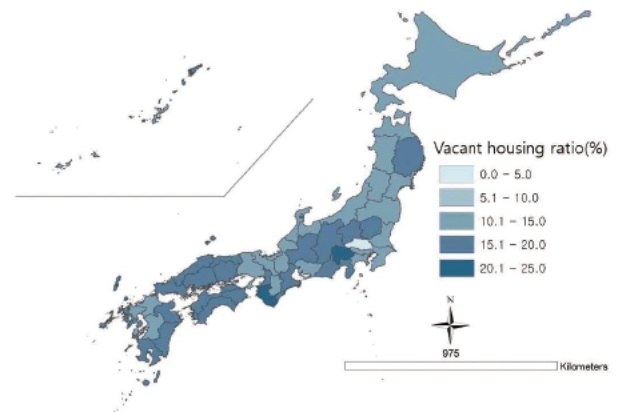 Vacant housing ratio(%)
0.0 - 5.0
5.1 - 10.0
10.1 - 15.0
15.1 - 20.0
20.1 - 25.0
N
975
Kilometers